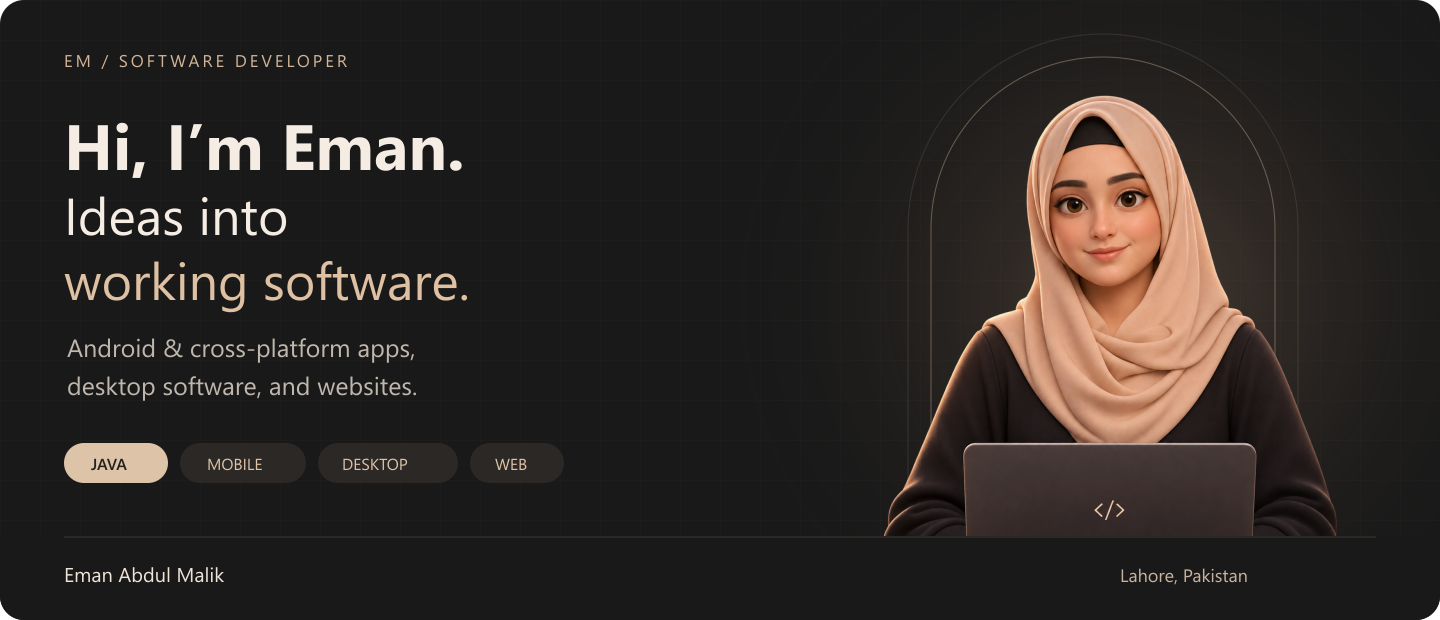 EM / SOFTWARE DEVELOPER
Hi, I’m Eman.
Ideas into
working software.
Android & cross-platform apps,
desktop software, and websites.
JAVA MOBILE DESKTOP WEB
</>
Eman Abdul Malik
Lahore, Pakistan